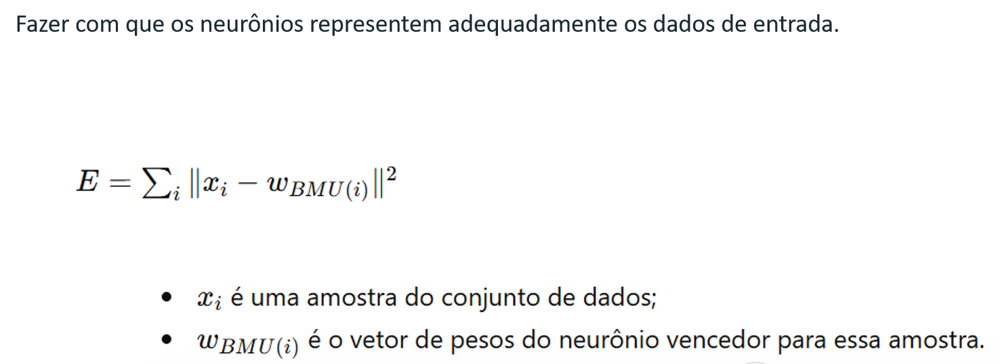 Fazer com que os neurônios representem adequadamente os dados de entrada.
E = ∑_i ‖x_i − w_{BMU(i)}‖²
• x_i é uma amostra do conjunto de dados;
• w_{BMU(i)} é o vetor de pesos do neurônio vencedor para essa amostra.